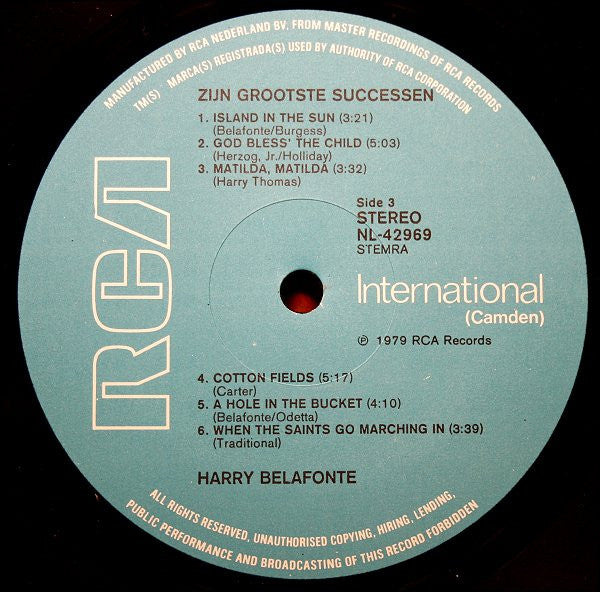 MANUFACTURED BY RCA NEDERLAND BV. FROM MASTER RECORDINGS OF RCA RECORDS
TM(S) MARCA(S) REGISTRADA(S) USED BY AUTHORITY OF RCA CORPORATION
ZIJN GROOTSTE SUCCESSEN
1. ISLAND IN THE SUN (3:21)
(Belafonte/Burgess)
2. GOD BLESS' THE CHILD (5:03)
(Herzog, Jr./Holliday)
3. MATILDA, MATILDA (3:32)
(Harry Thomas)
Side 3
STEREO
NL-42969
STEMRA
RCA
International
(Camden)
℗ 1979 RCA Records
4. COTTON FIELDS (5:17)
(Carter)
5. A HOLE IN THE BUCKET (4:10)
(Belafonte/Odetta)
6. WHEN THE SAINTS GO MARCHING IN (3:39)
(Traditional)
HARRY BELAFONTE
ALL RIGHTS RESERVED, UNAUTHORISED COPYING, HIRING, LENDING,
PUBLIC PERFORMANCE AND BROADCASTING OF THIS RECORD FORBIDDEN